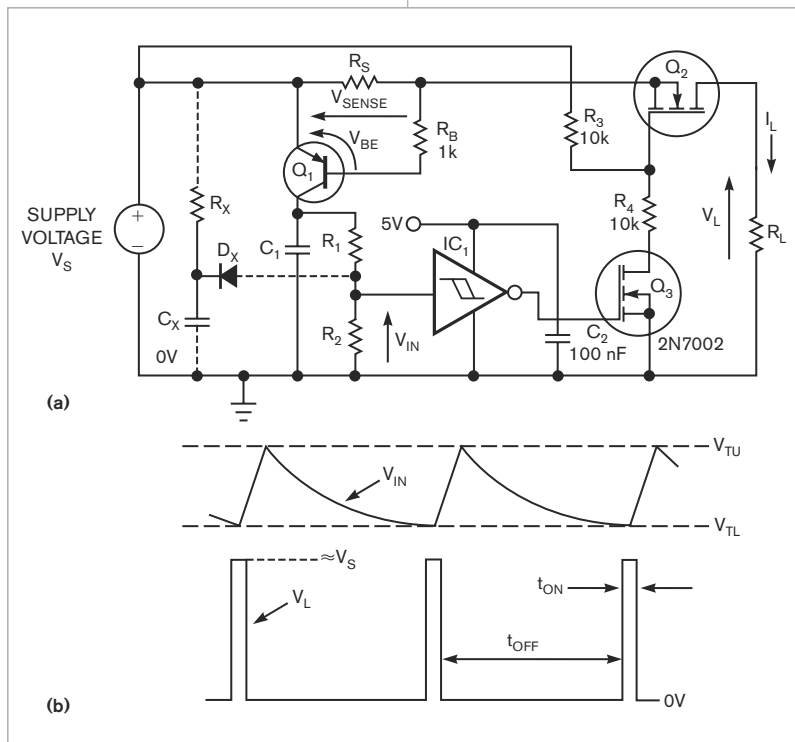 R_S
V_SENSE
V_BE
R_B
1k
Q_1
Q_2
R_3
10k
I_L
R_X
SUPPLY
VOLTAGE
V_S
+
−
D_X
C_X
0V
C_1
R_1
R_2
5V
IC_1
V_IN
R_4
10k
V_L
R_L
Q_3
C_2
100 nF
2N7002
(a)
V_TU
V_IN
V_TL
≈V_S
V_L
t_ON
t_OFF
0V
(b)